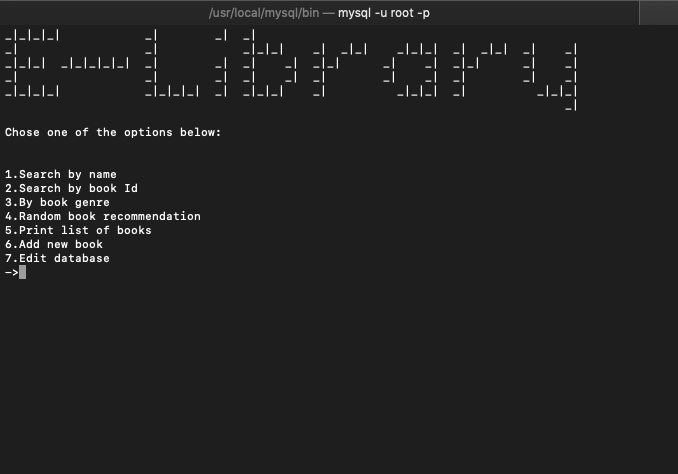 /usr/local/mysql/bin — mysql -u root -p
E-Library
Chose one of the options below:
1.Search by name
2.Search by book Id
3.By book genre
4.Random book recommendation
5.Print list of books
6.Add new book
7.Edit database
->